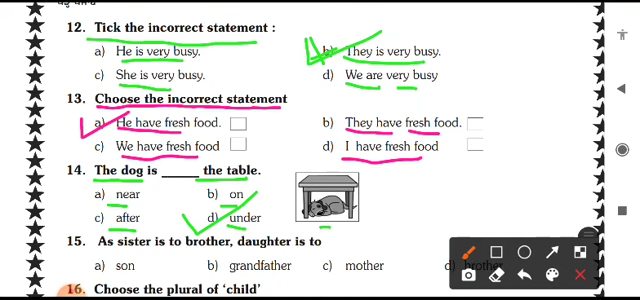 12. Tick the incorrect statement :
a) He is very busy. b) They is very busy.
c) She is very busy. d) We are very busy
13. Choose the incorrect statement
a) He have fresh food. b) They have fresh food.
c) We have fresh food d) I have fresh food
14. The dog is _____ the table.
a) near b) on
c) after d) under
15. As sister is to brother, daughter is to
a) son b) grandfather c) mother d) brother
16. Choose the plural of ‘child’